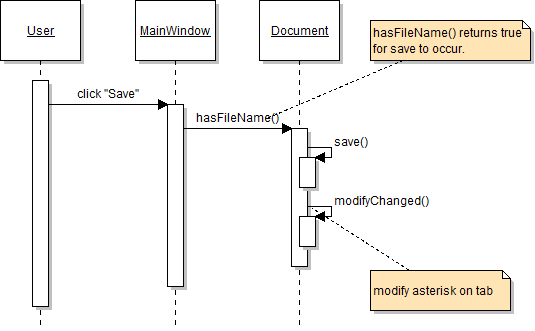 User
MainWindow
Document
hasFileName() returns true
for save to occur.
click "Save"
hasFileName()
save()
modifyChanged()
modify asterisk on tab